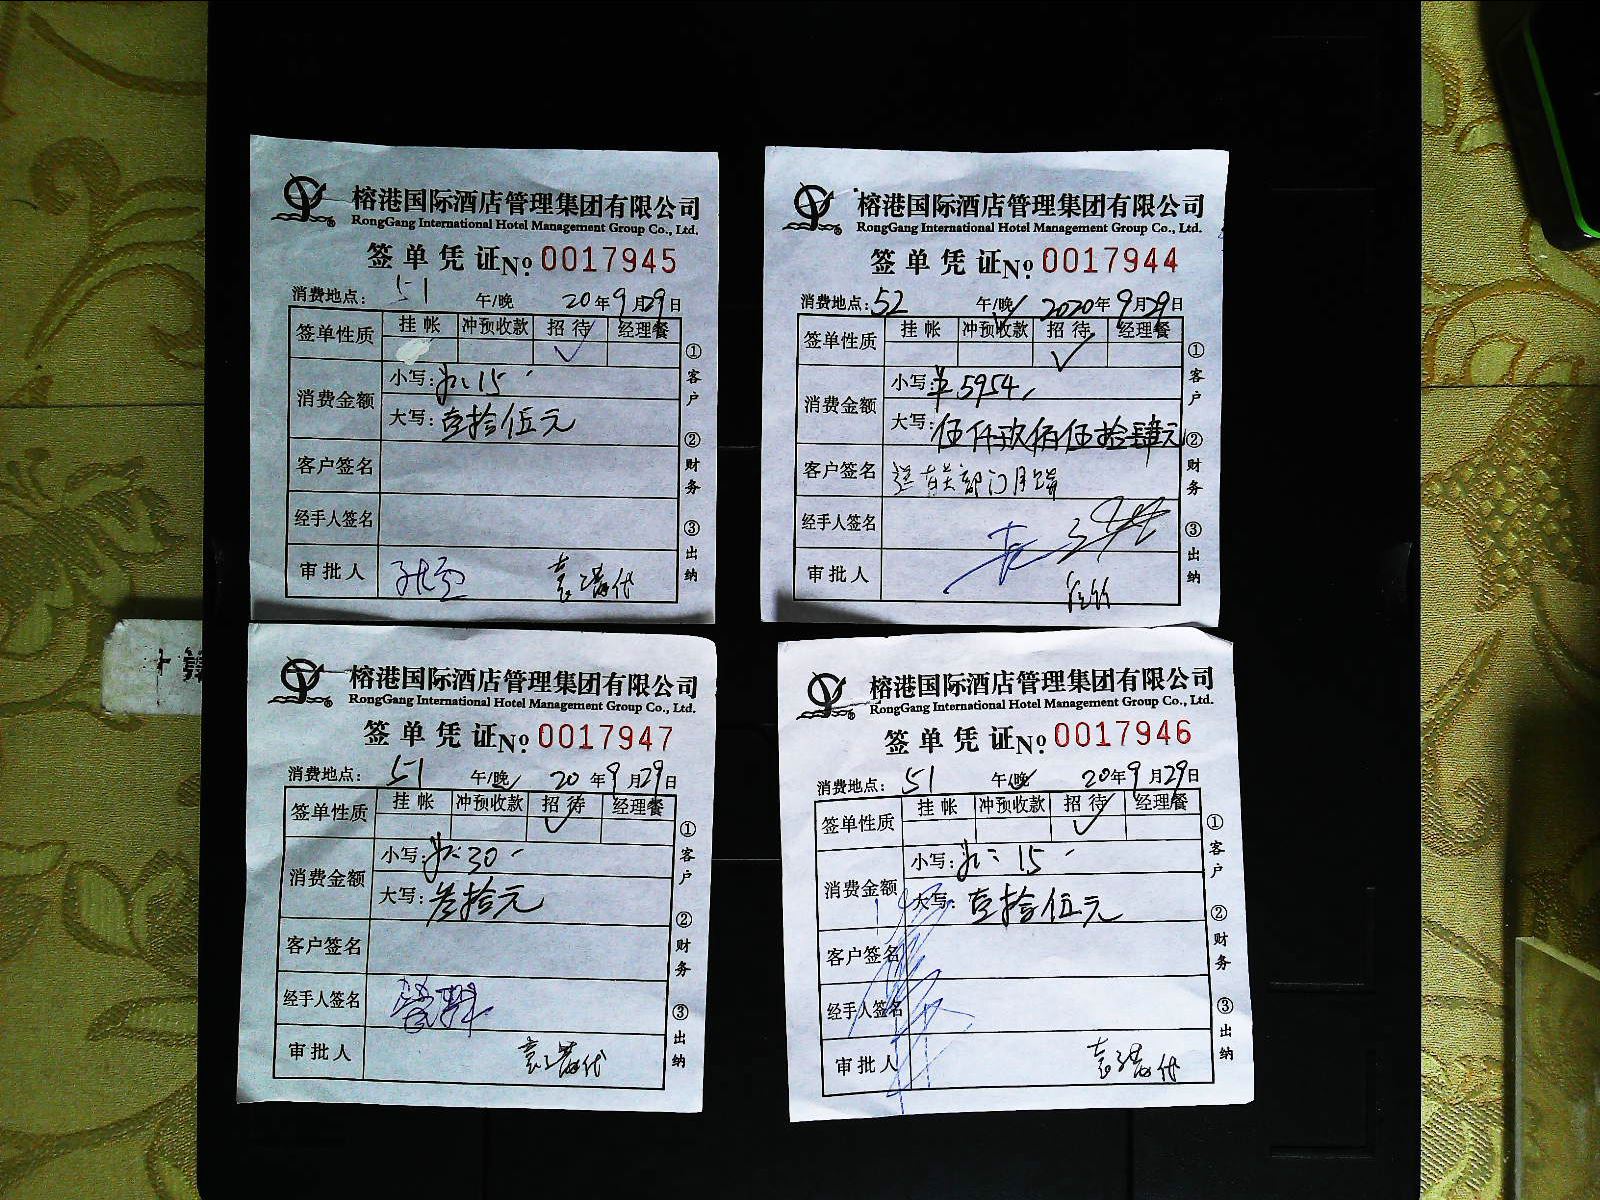 榕港国际酒店管理集团有限公司
RongGang International Hotel Management Group Co., Ltd.
签单凭证№ 0017945
消费地点: 51 午/晚 20年9月29日
签单性质 挂帐 冲预收款 招待 经理餐
✓
消费金额 小写: 15
大写: 壹拾伍元
客户签名
经手人签名
审批人
①客户 ②财务 ③出纳
榕港国际酒店管理集团有限公司
RongGang International Hotel Management Group Co., Ltd.
签单凭证№ 0017944
消费地点: 52 午/晚 2020年9月29日
签单性质 挂帐 冲预收款 招待 经理餐
✓
消费金额 小写: 5954
大写: 伍仟玖佰伍拾肆元
客户签名
经手人签名
审批人
①客户 ②财务 ③出纳
榕港国际酒店管理集团有限公司
RongGang International Hotel Management Group Co., Ltd.
签单凭证№ 0017947
消费地点: 51 午/晚 20年9月29日
签单性质 挂帐 冲预收款 招待 经理餐
✓
消费金额 小写: 30
大写: 叁拾元
客户签名
经手人签名
审批人
①客户 ②财务 ③出纳
榕港国际酒店管理集团有限公司
RongGang International Hotel Management Group Co., Ltd.
签单凭证№ 0017946
消费地点: 51 午/晚 20年9月29日
签单性质 挂帐 冲预收款 招待 经理餐
✓
消费金额 小写: 15
大写: 壹拾伍元
客户签名
经手人签名
审批人
①客户 ②财务 ③出纳